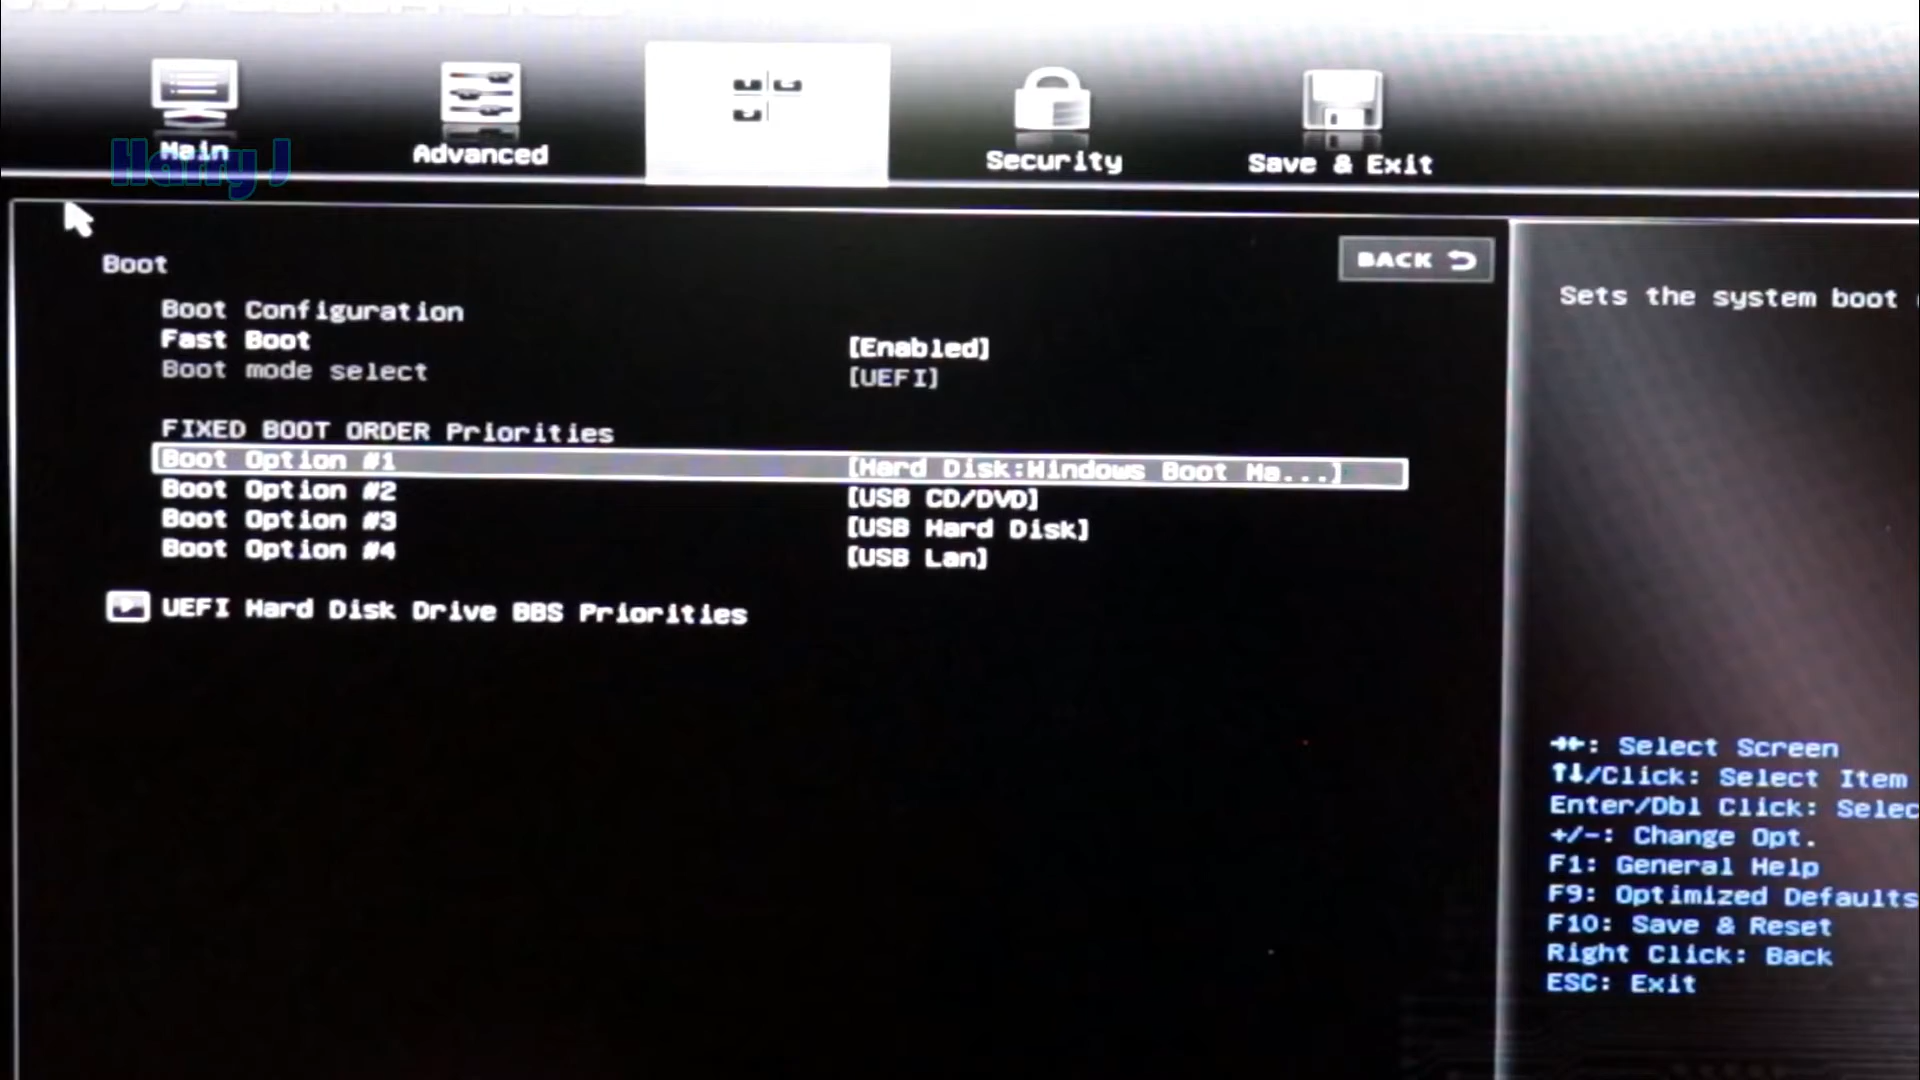 Main
Advanced
Security
Save & Exit
Harry J
Boot
BACK
Boot Configuration
Fast Boot [Enabled]
Boot mode select [UEFI]
FIXED BOOT ORDER Priorities
Boot Option #1 [Hard Disk:Windows Boot Ma...]
Boot Option #2 [USB CD/DVD]
Boot Option #3 [USB Hard Disk]
Boot Option #4 [USB Lan]
UEFI Hard Disk Drive BBS Priorities
Sets the system boot
→←: Select Screen
↑↓/Click: Select Item
Enter/Dbl Click: Selec
+/-: Change Opt.
F1: General Help
F9: Optimized Defaults
F10: Save & Reset
Right Click: Back
ESC: Exit